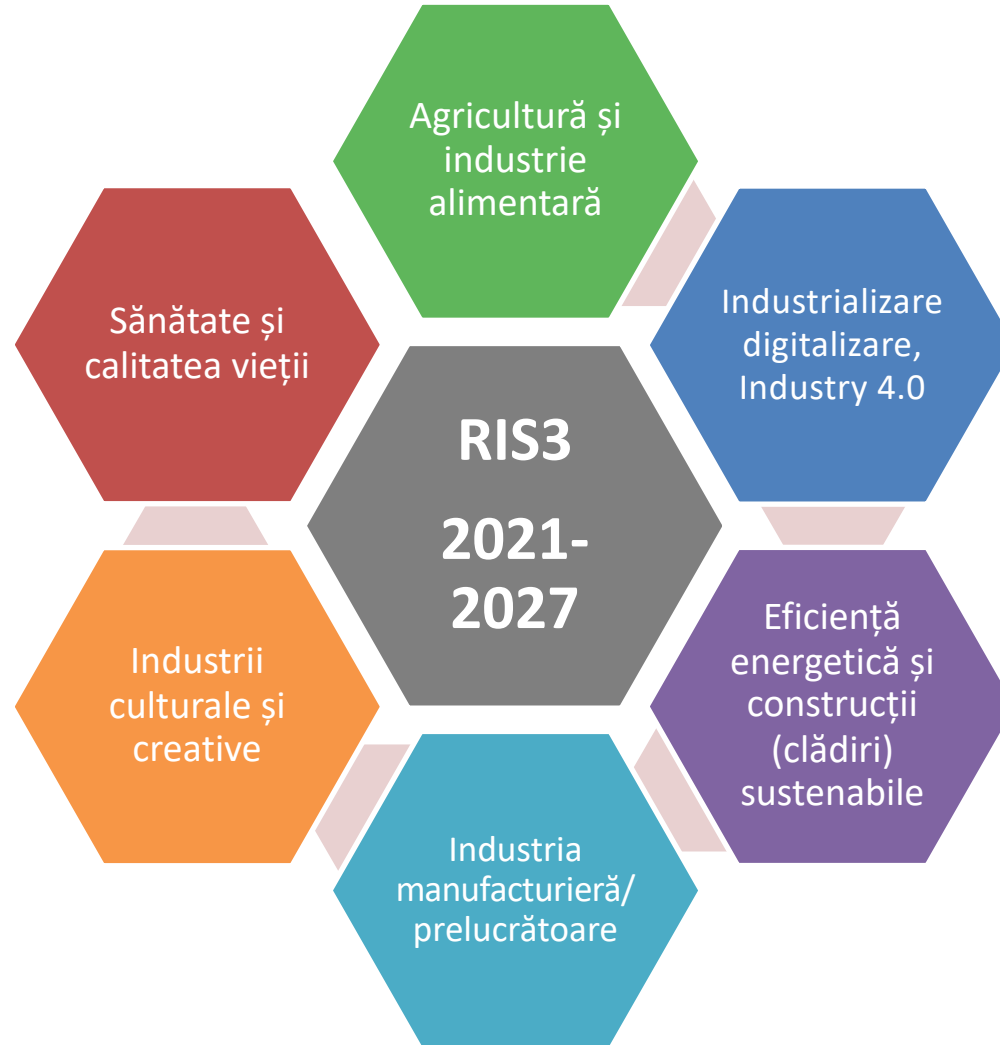 Agricultură și
industrie
alimentară
Sănătate și
calitatea vieții
Industrializare
digitalizare,
Industry 4.0
RIS3
2021-
2027
Industrii
culturale și
creative
Eficiență
energetică și
construcții
(clădiri)
sustenabile
Industria
manufacturieră/
prelucrătoare